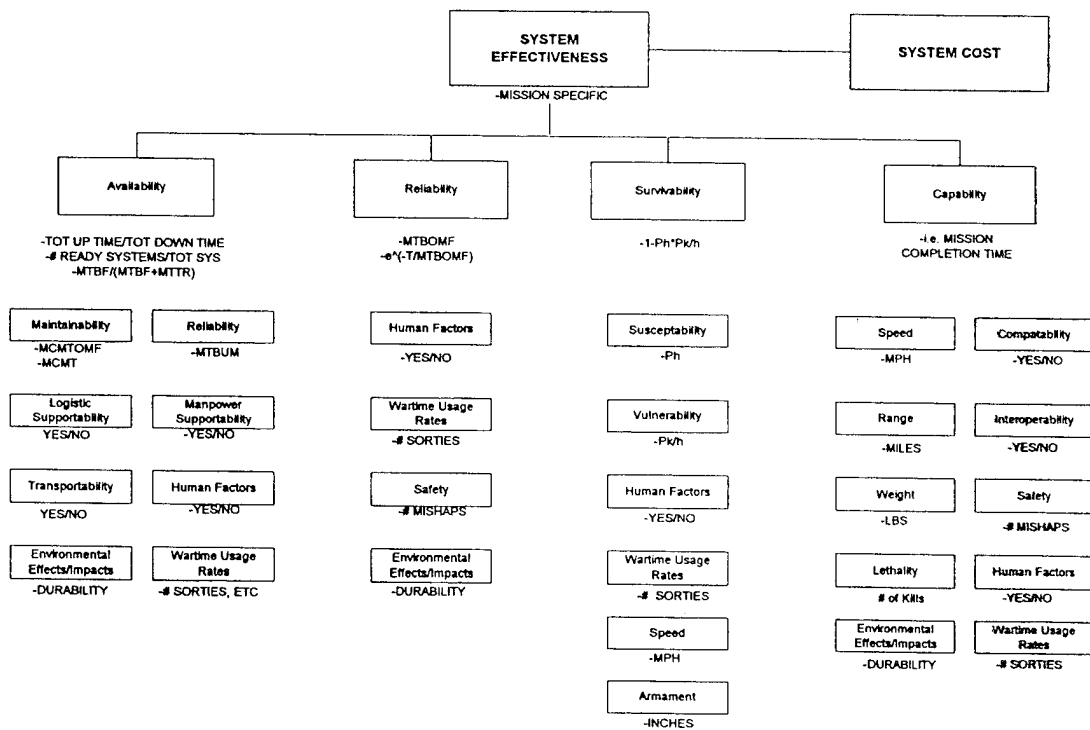 SYSTEM
EFFECTIVENESS
SYSTEM COST
-MISSION SPECIFIC
Availability
-TOT UP TIME/TOT DOWN TIME
-# READY SYSTEMS/TOT SYS
-MTBF/(MTBF+MTTR)
Maintainability
-MCMTOMF
-MCMT
Reliability
-MTBUM
Logistic
Supportability
YES/NO
Manpower
Supportability
-YES/NO
Transportability
YES/NO
Human Factors
-YES/NO
Environmental
Effects/Impacts
-DURABILITY
Wartime Usage
Rates
-# SORTIES, ETC
Reliability
-MTBOMF
-e^(-T/MTBOMF)
Human Factors
-YES/NO
Wartime Usage
Rates
-# SORTIES
Safety
-# MISHAPS
Environmental
Effects/Impacts
-DURABILITY
Survivability
-1-Ph*Pk/h
Susceptability
-Ph
Vulnerability
-Pk/h
Human Factors
-YES/NO
Wartime Usage
Rates
-# SORTIES
Speed
-MPH
Armament
-INCHES
Capability
-i.e. MISSION
COMPLETION TIME
Speed
-MPH
Compatability
-YES/NO
Range
-MILES
Interoperability
-YES/NO
Weight
-LBS
Safety
-# MISHAPS
Lethality
# of Kills
Human Factors
-YES/NO
Environmental
Effects/Impacts
-DURABILITY
Wartime Usage
Rates
-# SORTIES